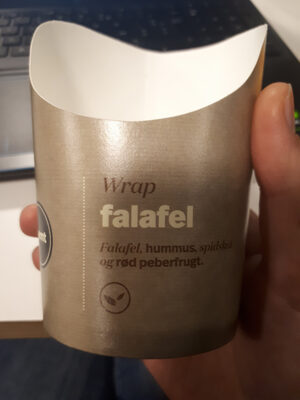 Wrap
falafel
Falafel, hummus, spidskål
og rød peberfrugt.